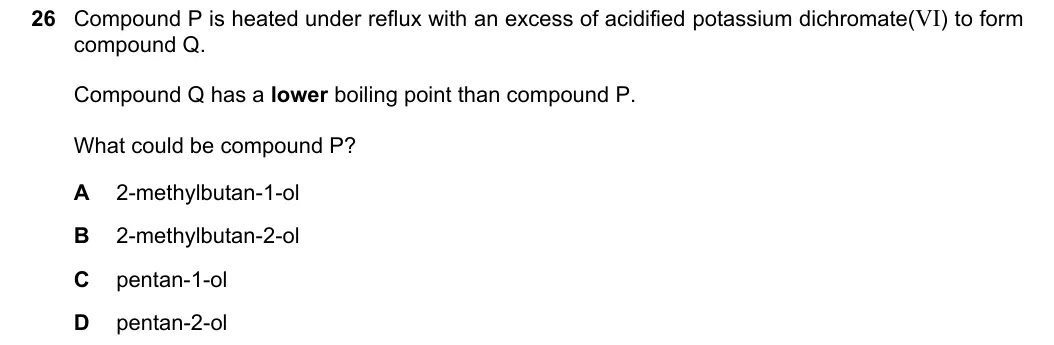 26 Compound P is heated under reflux with an excess of acidified potassium dichromate(VI) to form
compound Q.
Compound Q has a lower boiling point than compound P.
What could be compound P?
A 2-methylbutan-1-ol
B 2-methylbutan-2-ol
C pentan-1-ol
D pentan-2-ol